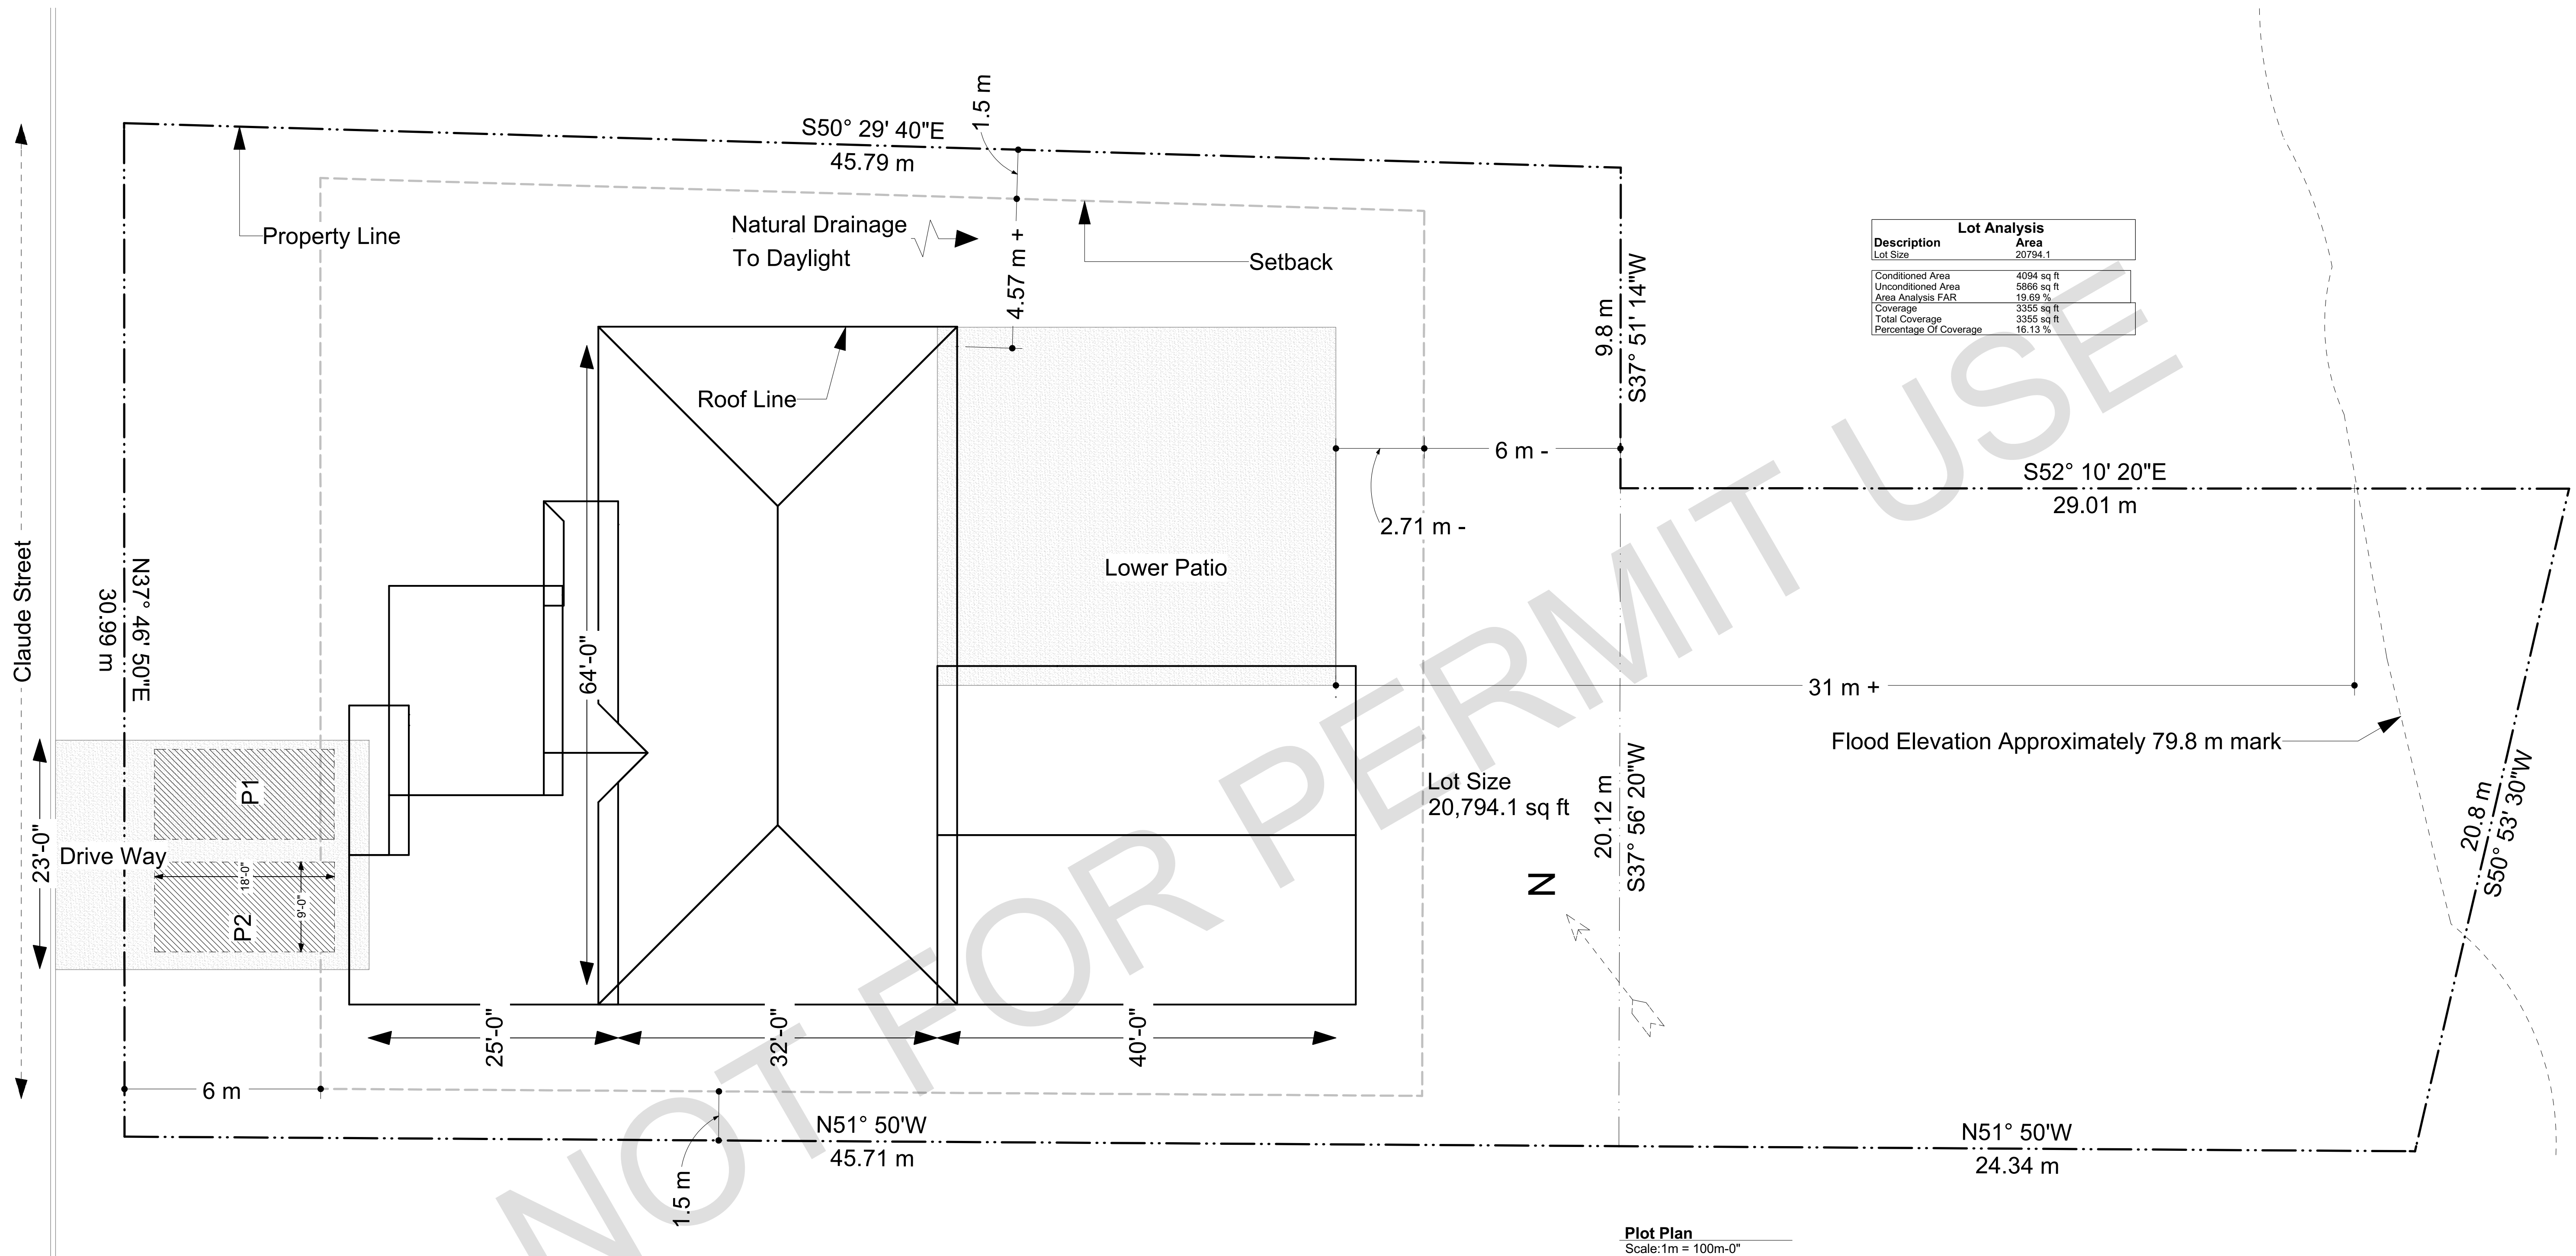 S50° 29' 40"E
45.79 m
1.5 m
Property Line
Natural Drainage
To Daylight
4.57 m +
Setback
Lot Analysis
Description Area
Lot Size 20794.1
Conditioned Area 4094 sq ft
Unconditioned Area 5866 sq ft
Area Analysis FAR 19.69 %
Coverage 3355 sq ft
Total Coverage 3355 sq ft
Percentage Of Coverage 16.13 %
9.8 m
S37° 51' 14"W
Roof Line
6 m -
2.71 m -
S52° 10' 20"E
29.01 m
Claude Street
N37° 46' 50"E
30.99 m
64'-0"
Lower Patio
31 m +
Flood Elevation Approximately 79.8 m mark
Lot Size
20,794.1 sq ft
20.12 m
S37° 56' 20"W
20.8 m
S50° 53' 30"W
23'-0"
Drive Way
P1
18'-0"
9'-0"
P2
N
25'-0"
32'-0"
40'-0"
6 m
1.5 m
N51° 50'W
45.71 m
N51° 50'W
24.34 m
NOT FOR PERMIT USE
Plot Plan
Scale:1m = 100m-0"